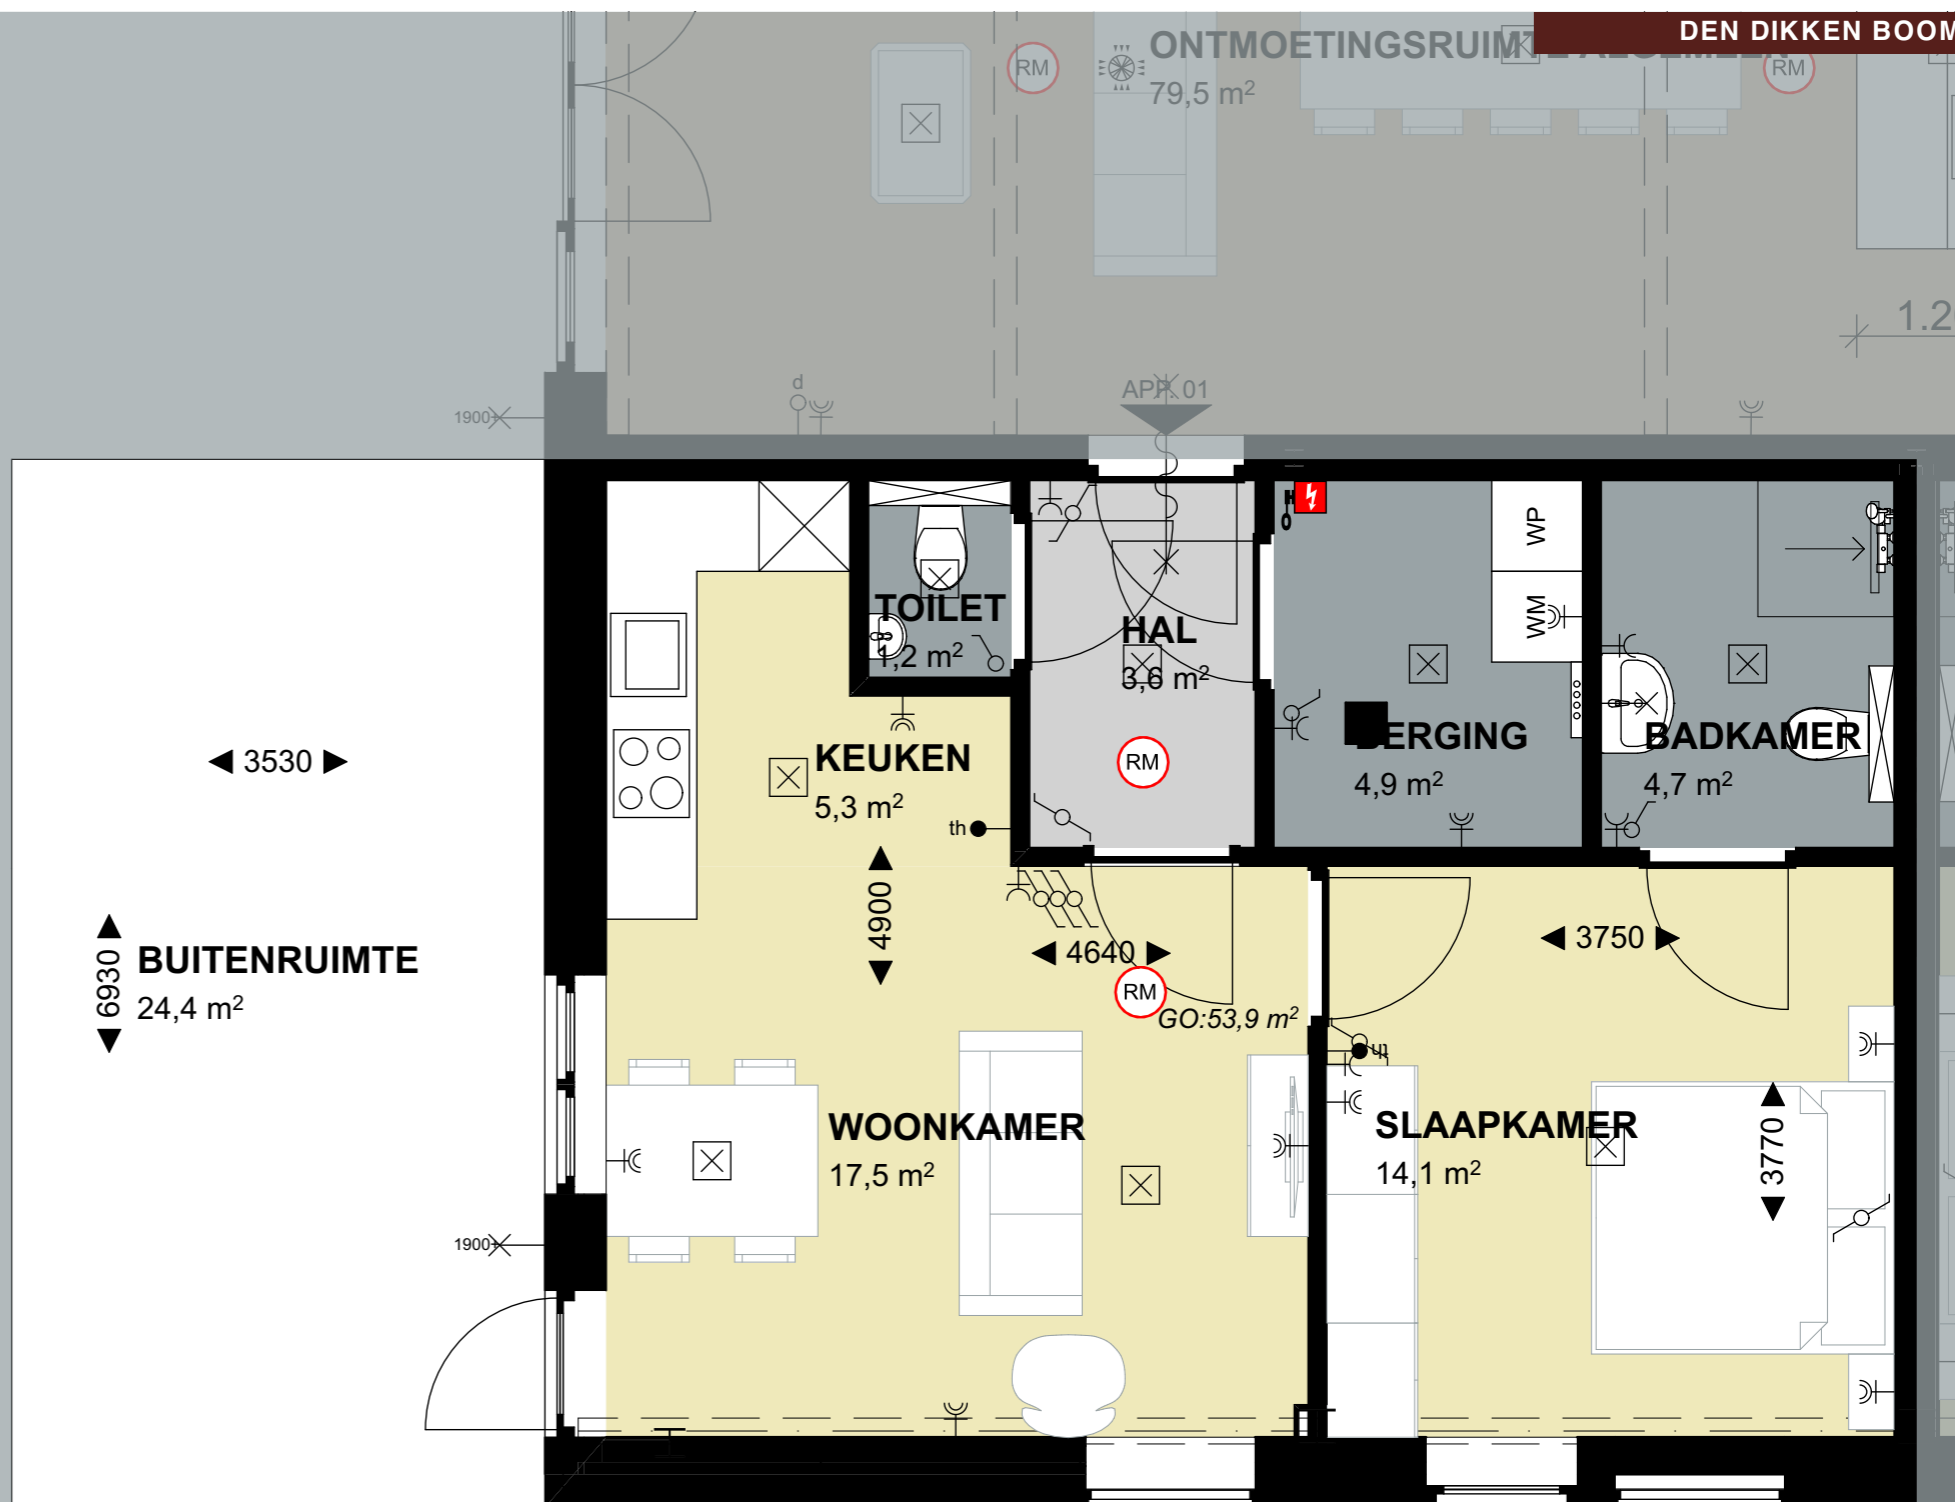 DEN DIKKEN BOOM
ONTMOETINGSRUIMTE ALGEMEEN
79,5 m²
RM
RM
1.2
d
APP. 01
1900+
WP
WM
TOILET
1,2 m²
HAL
3,6 m²
RM
KEUKEN
5,3 m²
BERGING
4,9 m²
BADKAMER
4,7 m²
3530
th
4900
4640
3750
6930
BUITENRUIMTE
24,4 m²
RM
GO:53,9 m²
th
WOONKAMER
17,5 m²
SLAAPKAMER
14,1 m²
3770
1900+